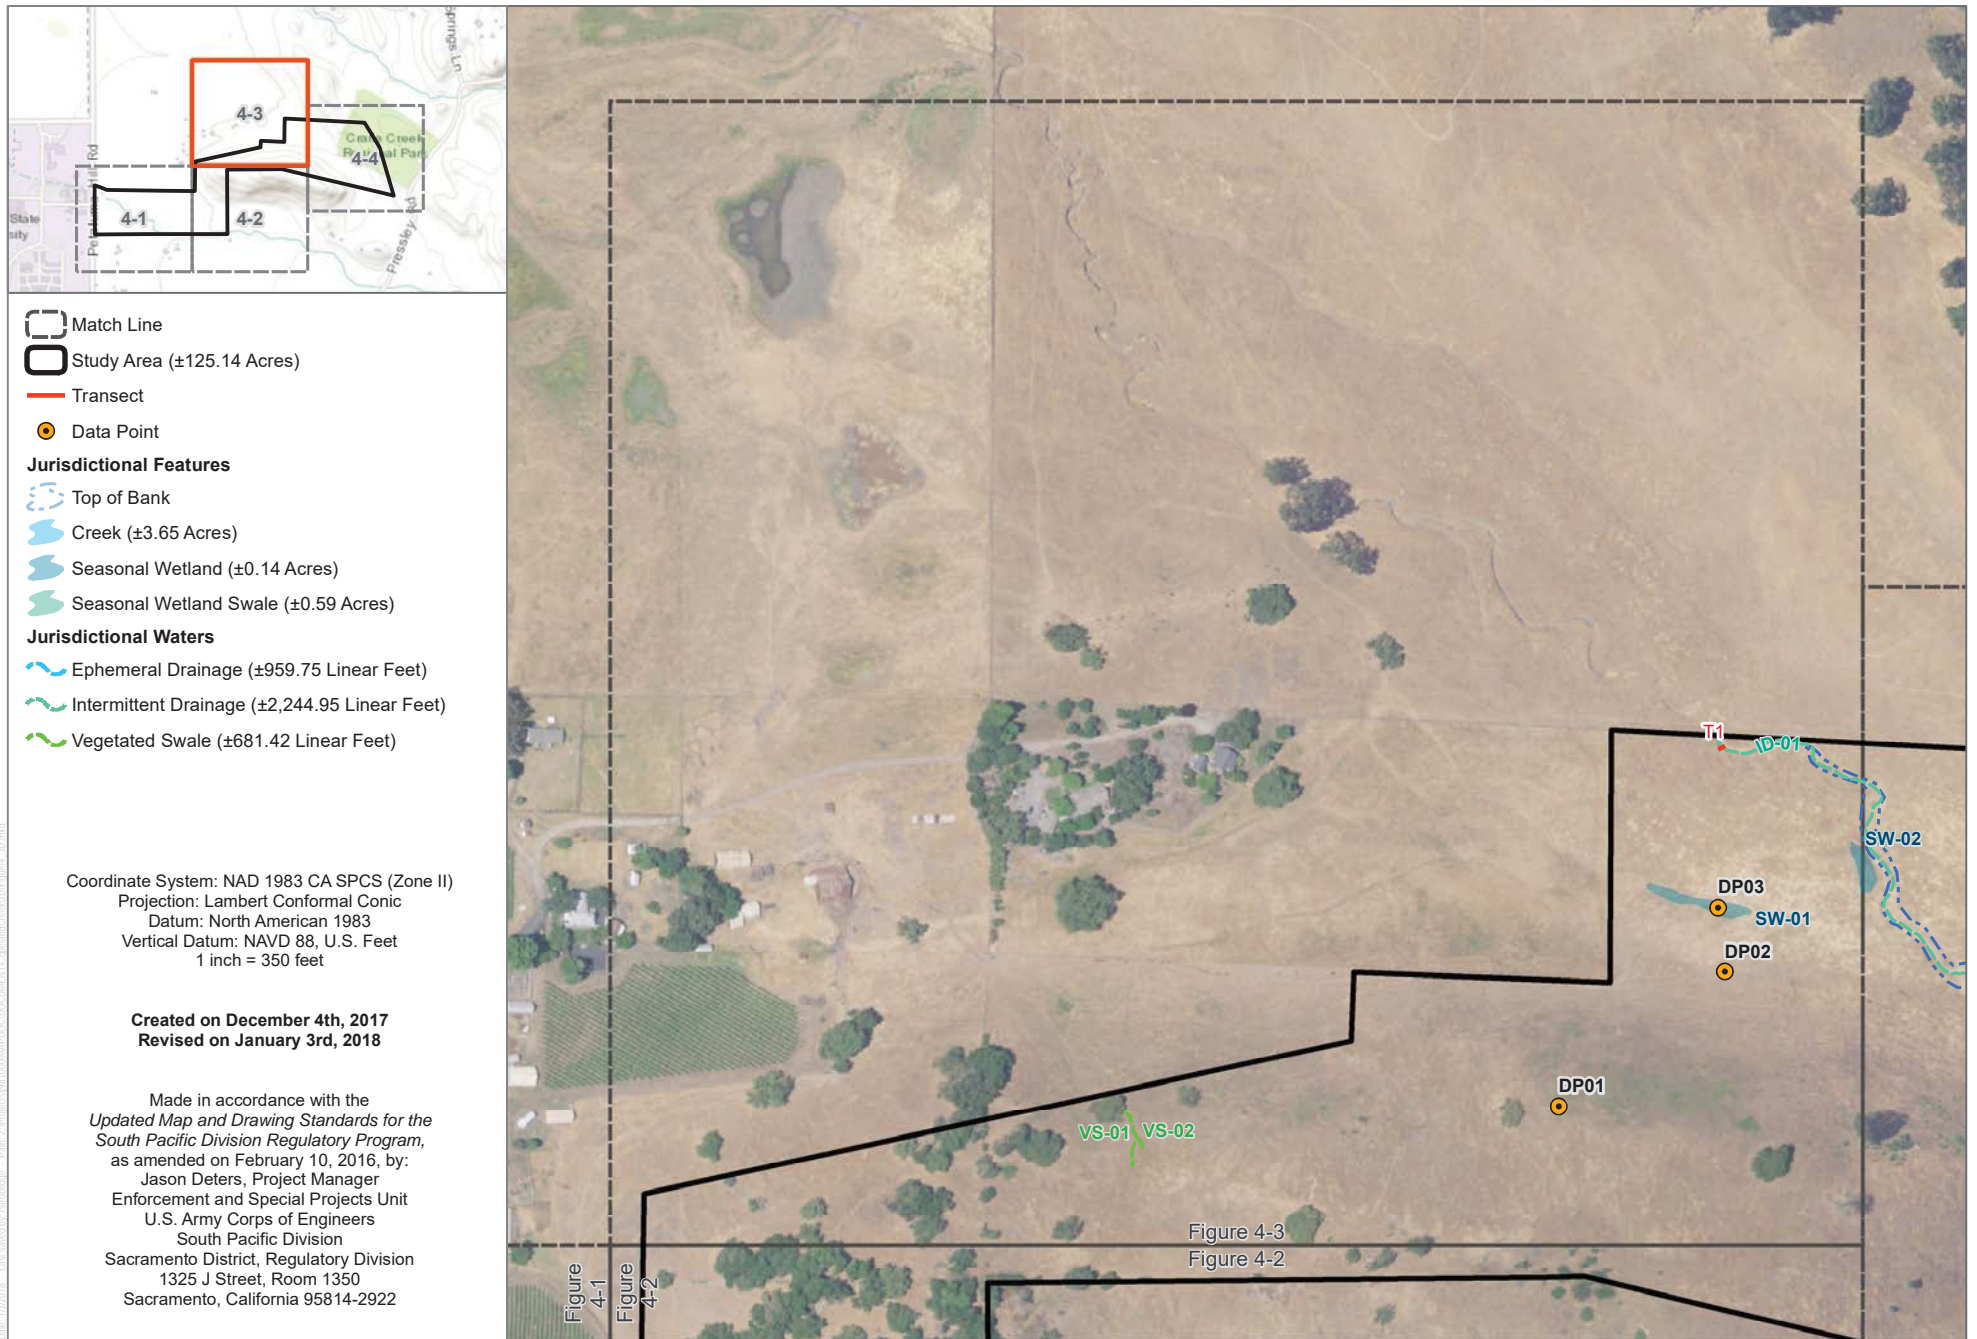 Springs Ln
4-3
Crane Creek
Regional Park
4-4
Petaluma Hill Rd
4-1
4-2
State
sity
Pressley Rd
Match Line
Study Area (±125.14 Acres)
Transect
Data Point
Jurisdictional Features
Top of Bank
Creek (±3.65 Acres)
Seasonal Wetland (±0.14 Acres)
Seasonal Wetland Swale (±0.59 Acres)
Jurisdictional Waters
Ephemeral Drainage (±959.75 Linear Feet)
Intermittent Drainage (±2,244.95 Linear Feet)
Vegetated Swale (±681.42 Linear Feet)
Coordinate System: NAD 1983 CA SPCS (Zone II)
Projection: Lambert Conformal Conic
Datum: North American 1983
Vertical Datum: NAVD 88, U.S. Feet
1 inch = 350 feet
Created on December 4th, 2017
Revised on January 3rd, 2018
Made in accordance with the
Updated Map and Drawing Standards for the
South Pacific Division Regulatory Program,
as amended on February 10, 2016, by:
Jason Deters, Project Manager
Enforcement and Special Projects Unit
U.S. Army Corps of Engineers
South Pacific Division
Sacramento District, Regulatory Division
1325 J Street, Room 1350
Sacramento, California 95814-2922
T1
ID-01
SW-02
DP03
SW-01
DP02
DP01
VS-01
VS-02
Figure 4-3
Figure 4-2
Figure
4-1
Figure
4-2